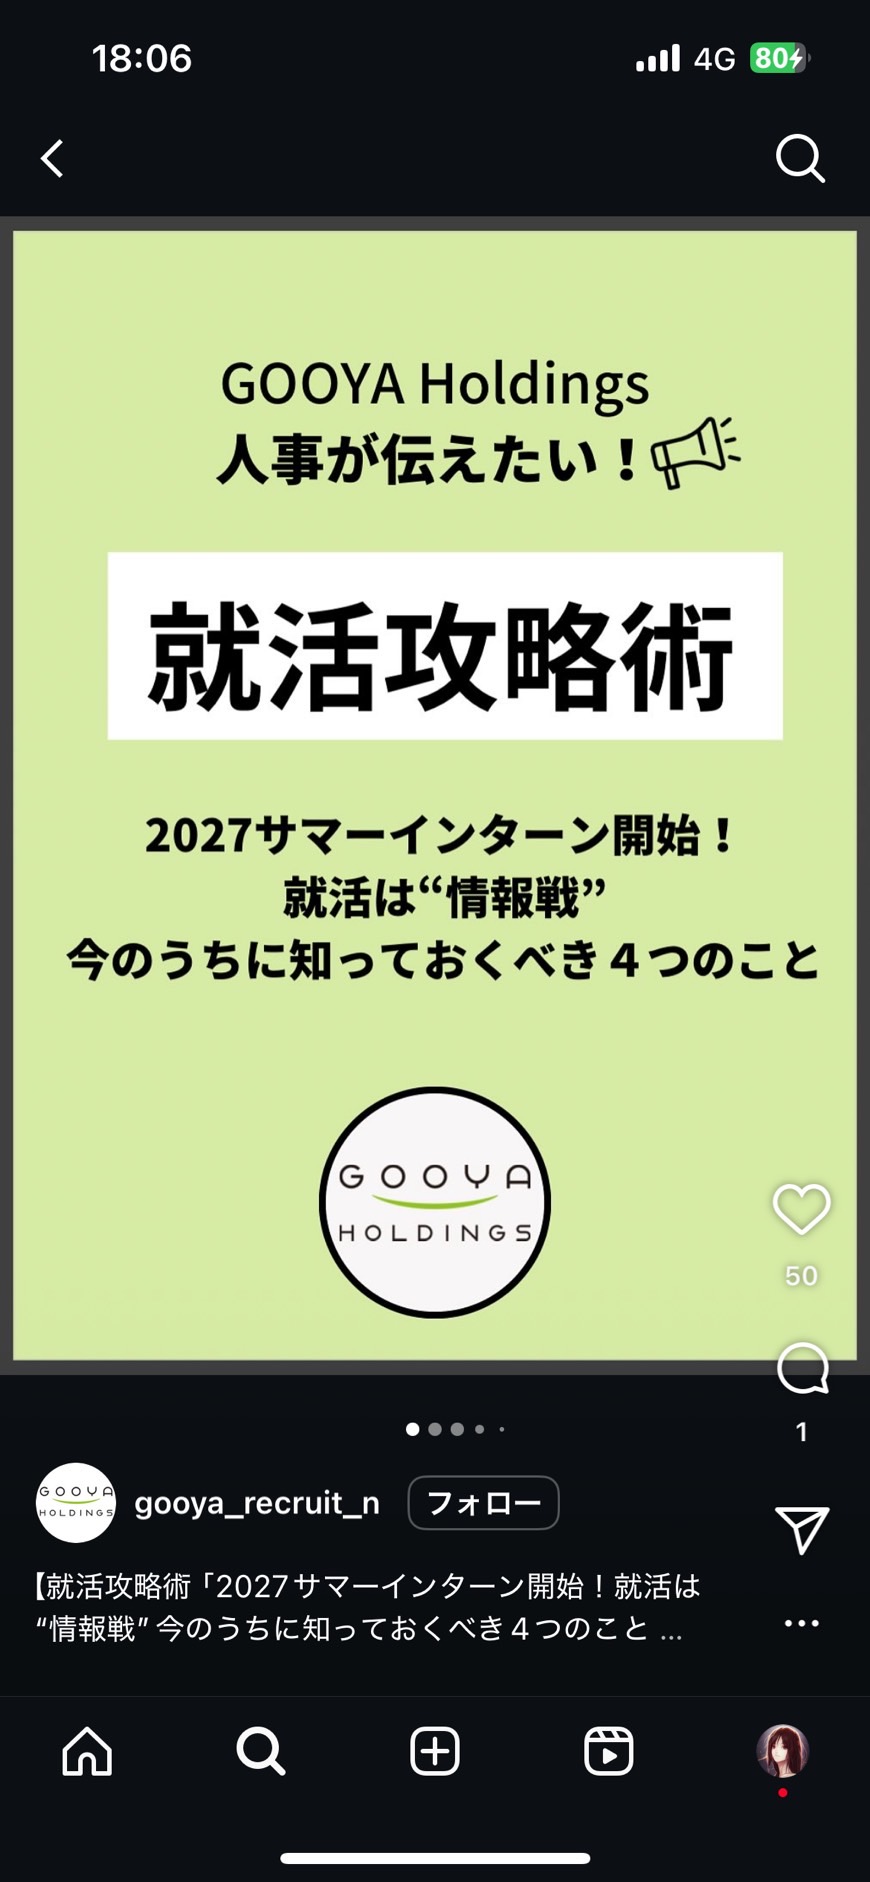 18:06
4G
80
GOOYA Holdings
人事が伝えたい！
就活攻略術
2027サマーインターン開始！
就活は“情報戦”
今のうちに知っておくべき４つのこと
GOOYA
HOLDINGS
50
1
GOOYA
HOLDINGS
gooya_recruit_n
フォロー
【就活攻略術「2027サマーインターン開始！就活は
“情報戦” 今のうちに知っておくべき４つのこと ...